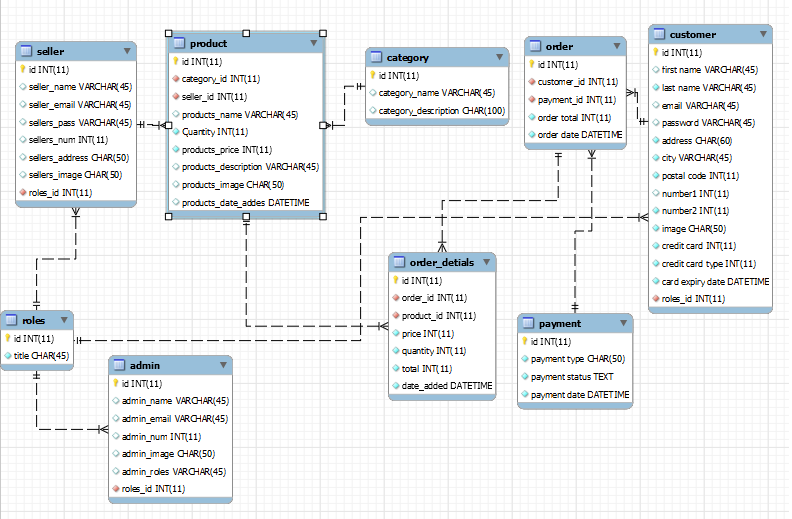 seller
id INT(11)
seller_name VARCHAR(45)
seller_email VARCHAR(45)
sellers_pass VARCHAR(45)
sellers_num INT(11)
sellers_address CHAR(50)
sellers_image CHAR(50)
roles_id INT(11)
product
id INT(11)
category_id INT(11)
seller_id INT(11)
products_name VARCHAR(45)
Quantity INT(11)
products_price INT(11)
products_description VARCHAR(45)
products_image CHAR(50)
products_date_addes DATETIME
category
id INT(11)
category_name VARCHAR(45)
category_description CHAR(100)
order
id INT(11)
customer_id INT(11)
payment_id INT(11)
order total INT(11)
order date DATETIME
customer
id INT(11)
first name VARCHAR(45)
last name VARCHAR(45)
email VARCHAR(45)
password VARCHAR(45)
address CHAR(60)
city VARCHAR(45)
postal code INT(11)
number1 INT(11)
number2 INT(11)
image CHAR(50)
credit card INT(11)
credit card type INT(11)
card expiry date DATETIME
roles_id INT(11)
order_detials
id INT(11)
order_id INT(11)
product_id INT(11)
price INT(11)
quantity INT(11)
total INT(11)
date_added DATETIME
roles
id INT(11)
title CHAR(45)
payment
id INT(11)
payment type CHAR(50)
payment status TEXT
payment date DATETIME
admin
id INT(11)
admin_name VARCHAR(45)
admin_email VARCHAR(45)
admin_num INT(11)
admin_image CHAR(50)
admin_roles VARCHAR(45)
roles_id INT(11)